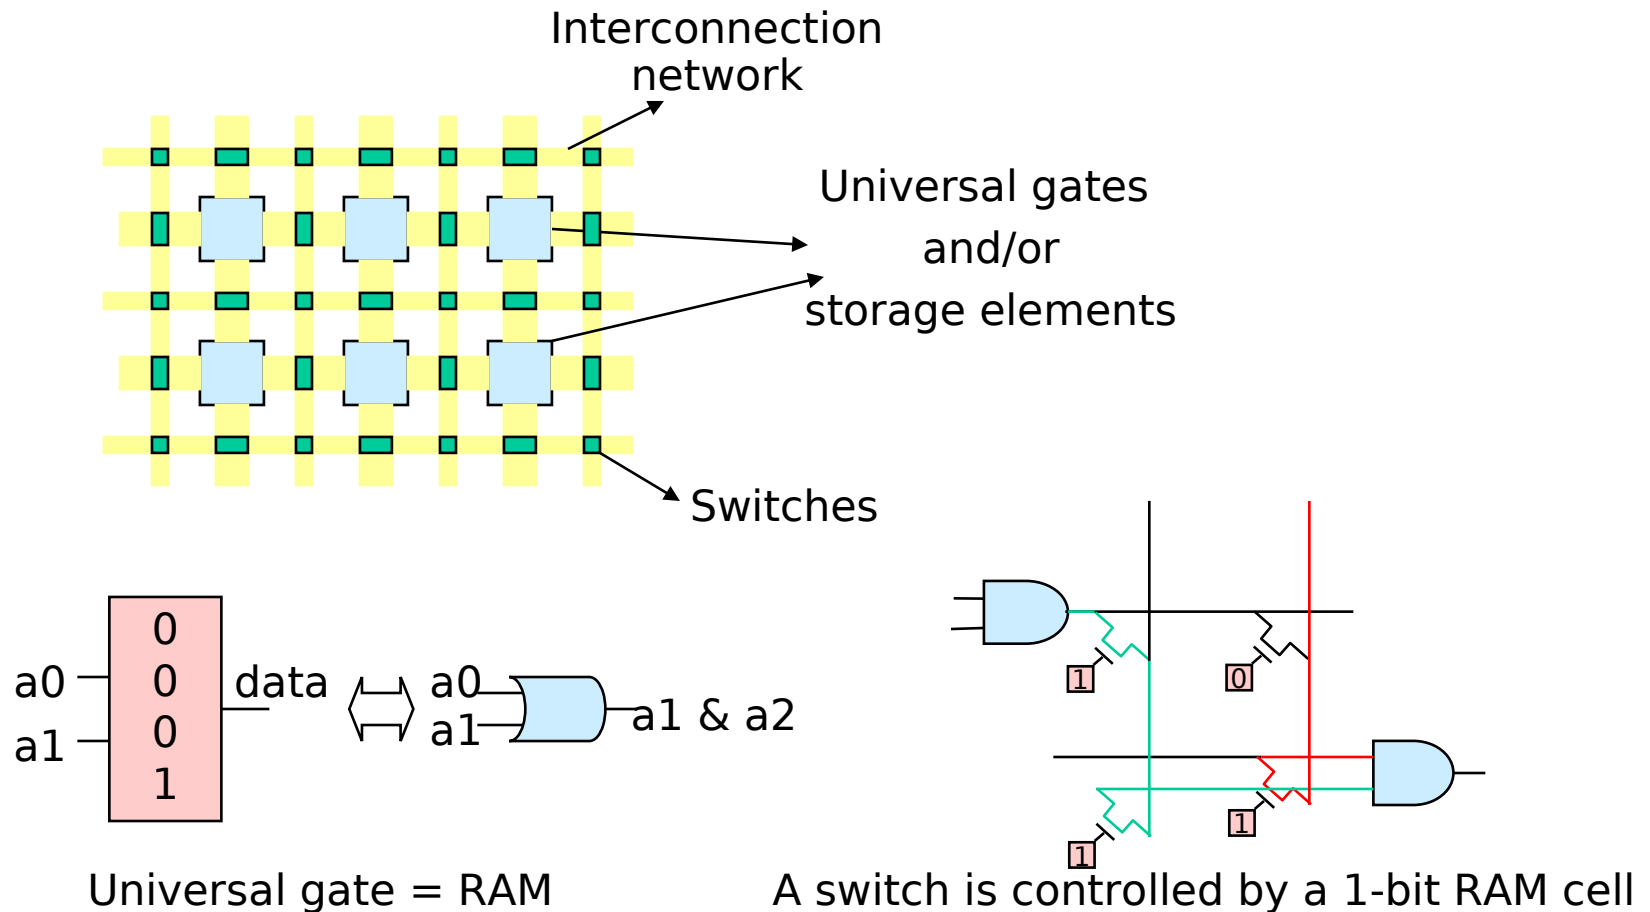 Interconnection
network
Universal gates
and/or
storage elements
Switches
0
0
0
1
a0
a1
data
a0
a1
a1 & a2
1
0
1
1
Universal gate = RAM
A switch is controlled by a 1-bit RAM cell